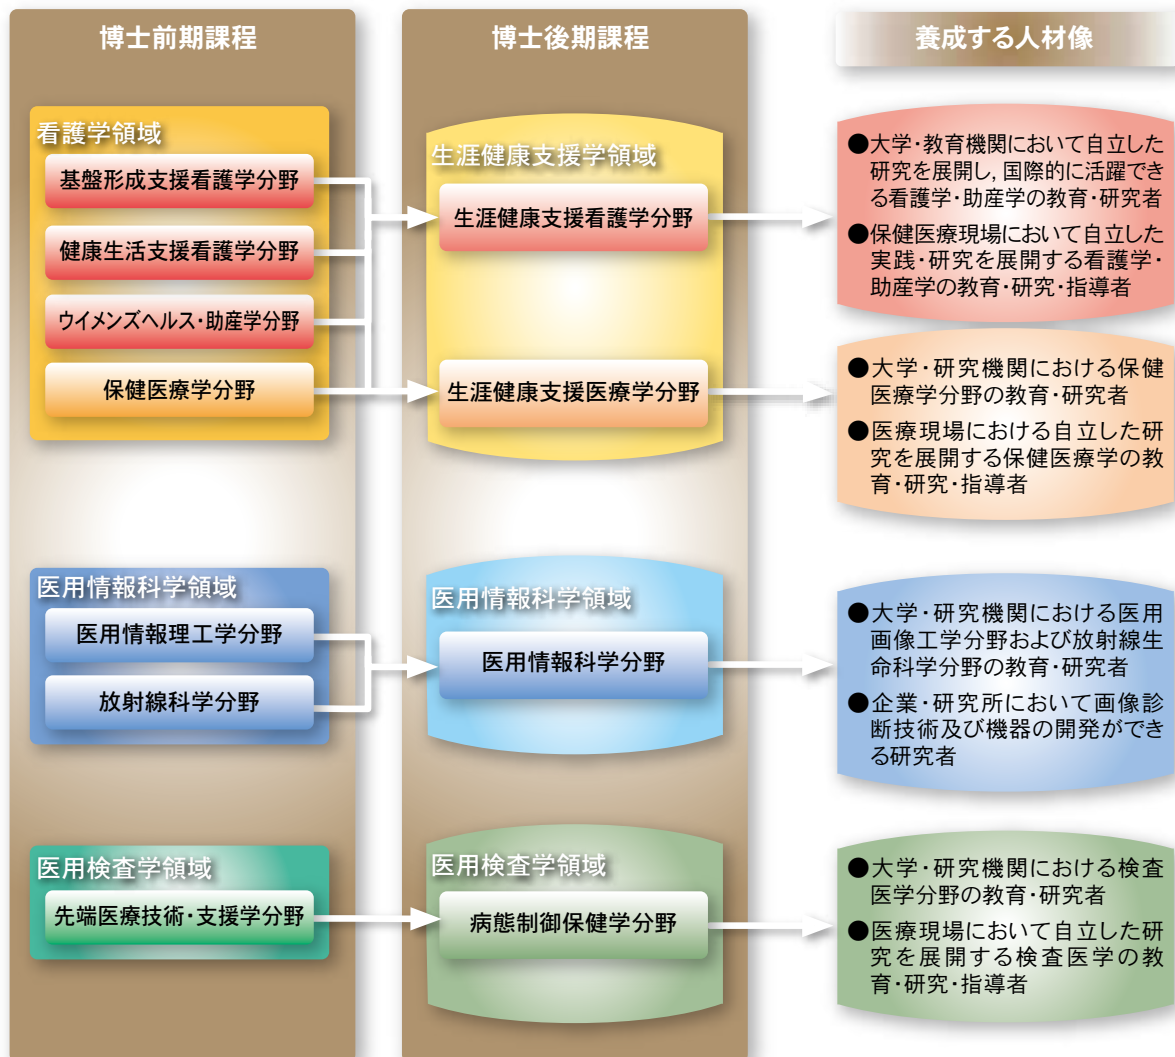 博士前期課程
看護学領域
基盤形成支援看護学分野
健康生活支援看護学分野
ウイメンズヘルス・助産学分野
保健医療学分野
医用情報科学領域
医用情報理工学分野
放射線科学分野
医用検査学領域
先端医療技術・支援学分野
博士後期課程
生涯健康支援学領域
生涯健康支援看護学分野
生涯健康支援医療学分野
医用情報科学領域
医用情報科学分野
医用検査学領域
病態制御保健学分野
養成する人材像
●大学・教育機関において自立した
研究を展開し,国際的に活躍でき
る看護学・助産学の教育・研究者
●保健医療現場において自立した
実践・研究を展開する看護学・
助産学の教育・研究・指導者
●大学・研究機関における保健
医療学分野の教育・研究者
●医療現場における自立した研
究を展開する保健医療学の教
育・研究・指導者
●大学・研究機関における医用
画像工学分野および放射線生
命科学分野の教育・研究者
●企業・研究所において画像診
断技術及び機器の開発ができ
る研究者
●大学・研究機関における検査
医学分野の教育・研究者
●医療現場において自立した研
究を展開する検査医学の教
育・研究・指導者